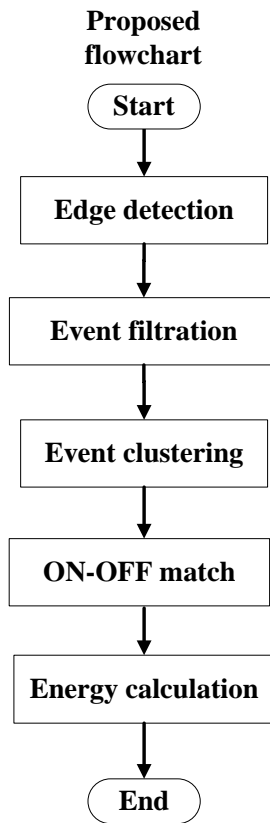 Proposed
flowchart
Start
Edge detection
Event filtration
Event clustering
ON-OFF match
Energy calculation
End